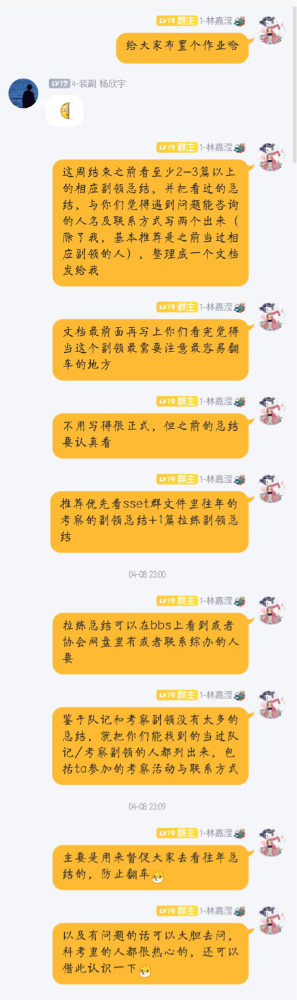 LV19 群主 1-林嘉滢
给大家布置个作业哈
LV17 4-装副 杨欣宇
LV19 群主 1-林嘉滢
这周结束之前看至少2-3篇以上
的相应副领总结，并把看过的总
结，与你们觉得遇到问题能咨询
的人名及联系方式写两个出来（
除了我，基本推荐是之前当过相
应副领的人），整理成一个文档
发给我
LV19 群主 1-林嘉滢
文档最前面再写上你们看完觉得
当这个副领最需要注意最容易翻
车的地方
LV19 群主 1-林嘉滢
不用写得很正式，但之前的总结
要认真看
LV19 群主 1-林嘉滢
推荐优先看sset群文件里往年的
考察的副领总结+1篇拉练副领总
结
04-08 23:00
LV19 群主 1-林嘉滢
拉练总结可以在bbs上看到或者
协会网盘里有或者联系综办的人
要
LV19 群主 1-林嘉滢
鉴于队记和考察副领没有太多的
总结，就把你们能找到的当过队
记/考察副领的人都列出来，包
括ta参加的考察活动与联系方式
04-08 23:09
LV19 群主 1-林嘉滢
主要是用来督促大家去看往年总
结的，防止翻车
LV19 群主 1-林嘉滢
以及有问题的话可以大胆去问，
科考里的人都很热心的，还可以
借此认识一下